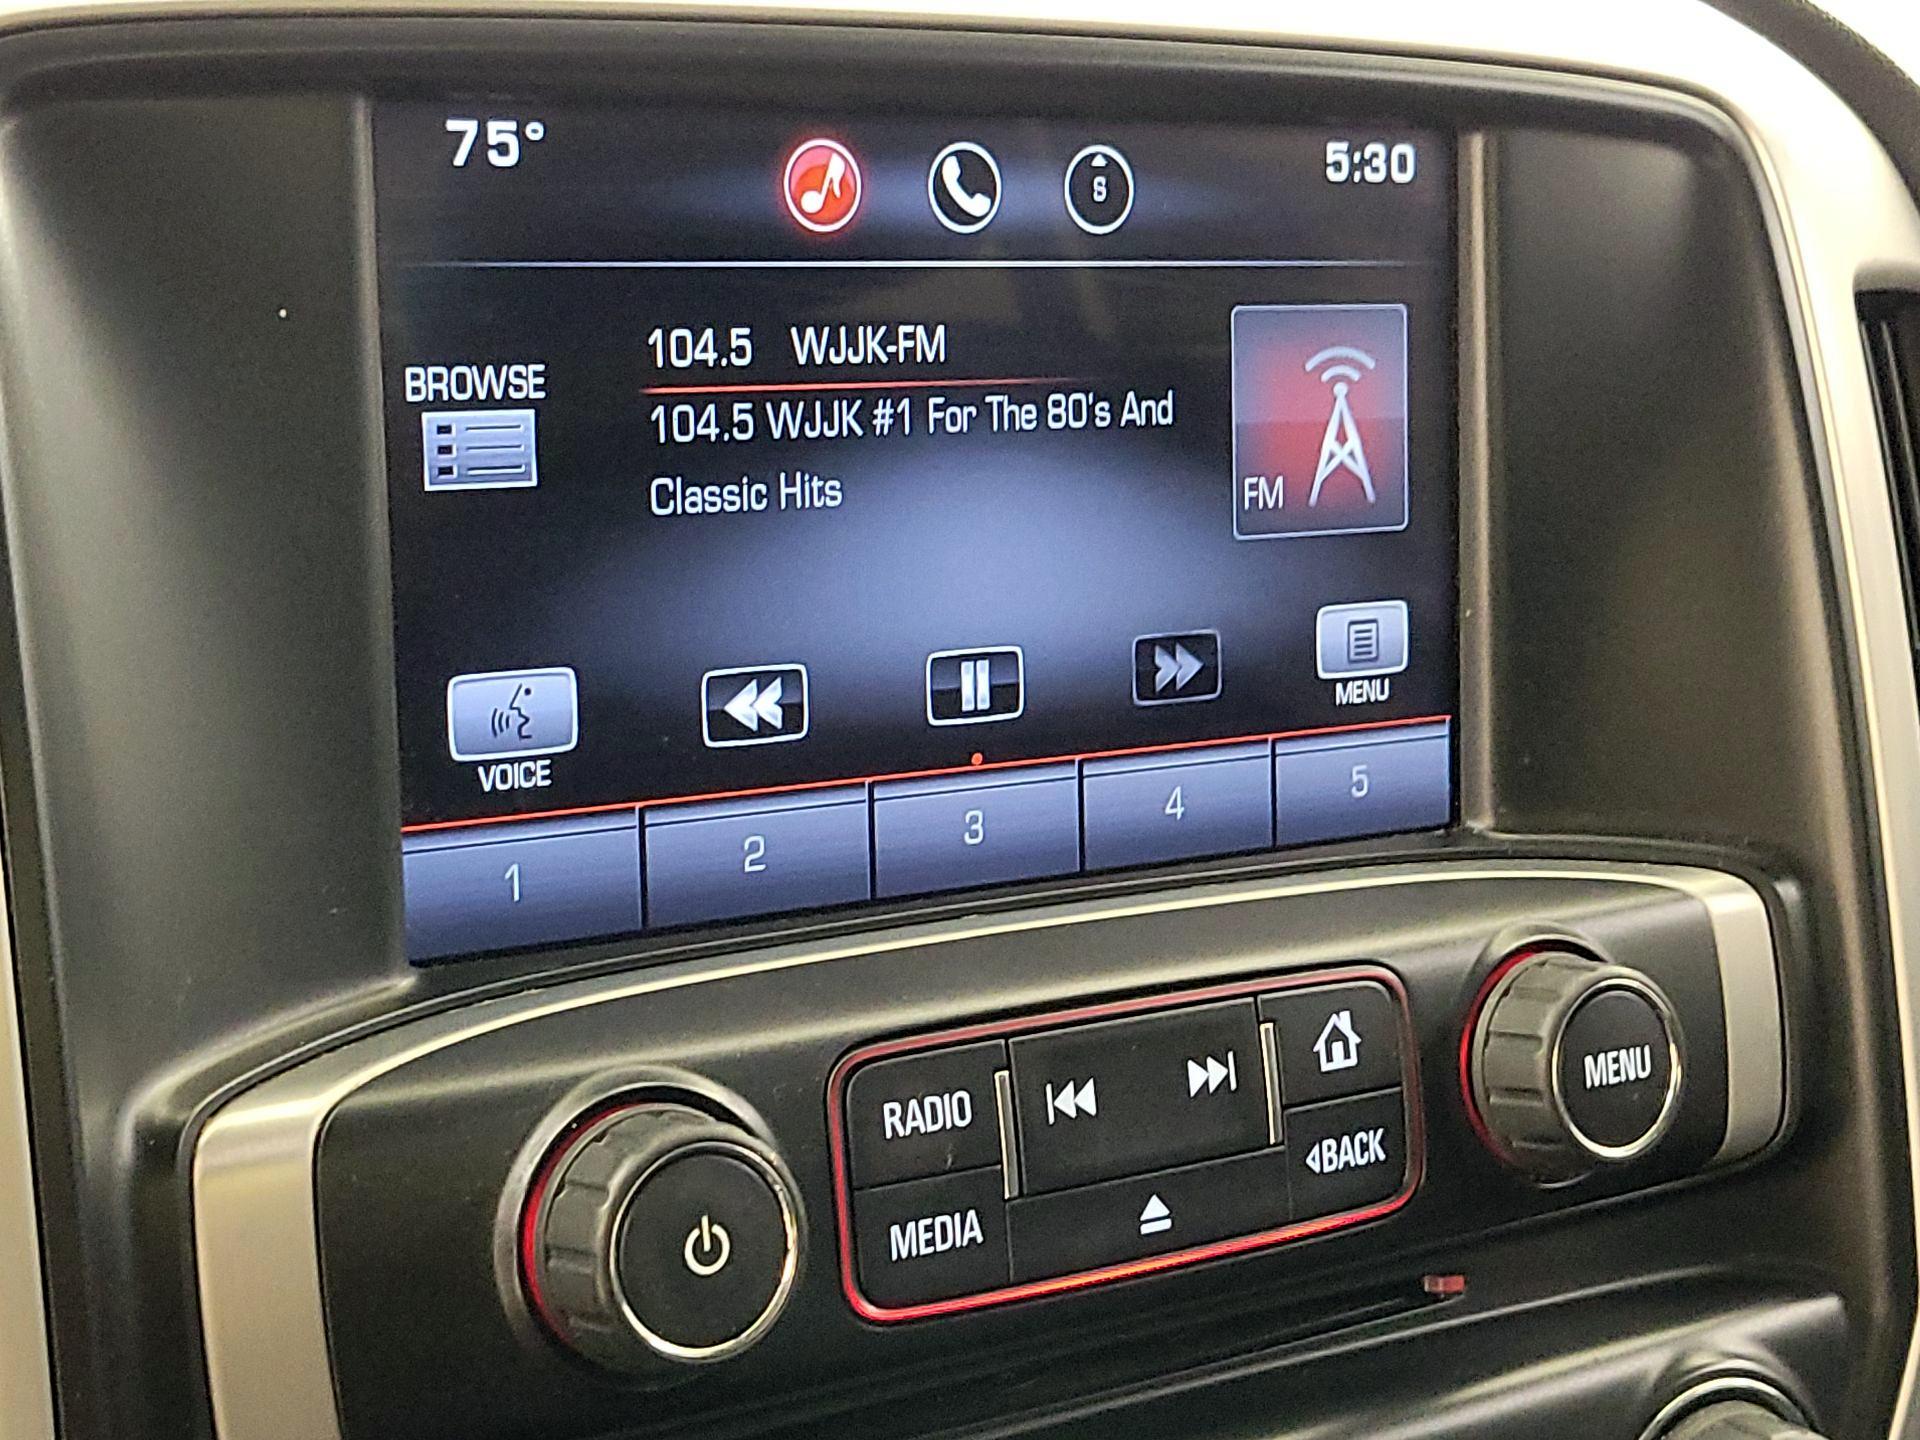 75° 5:30
S
104.5 WJJK-FM
BROWSE
104.5 WJJK #1 For The 80's And
Classic Hits
FM
MENU
VOICE
1 2 3 4 5
RADIO
MENU
◁BACK
MEDIA